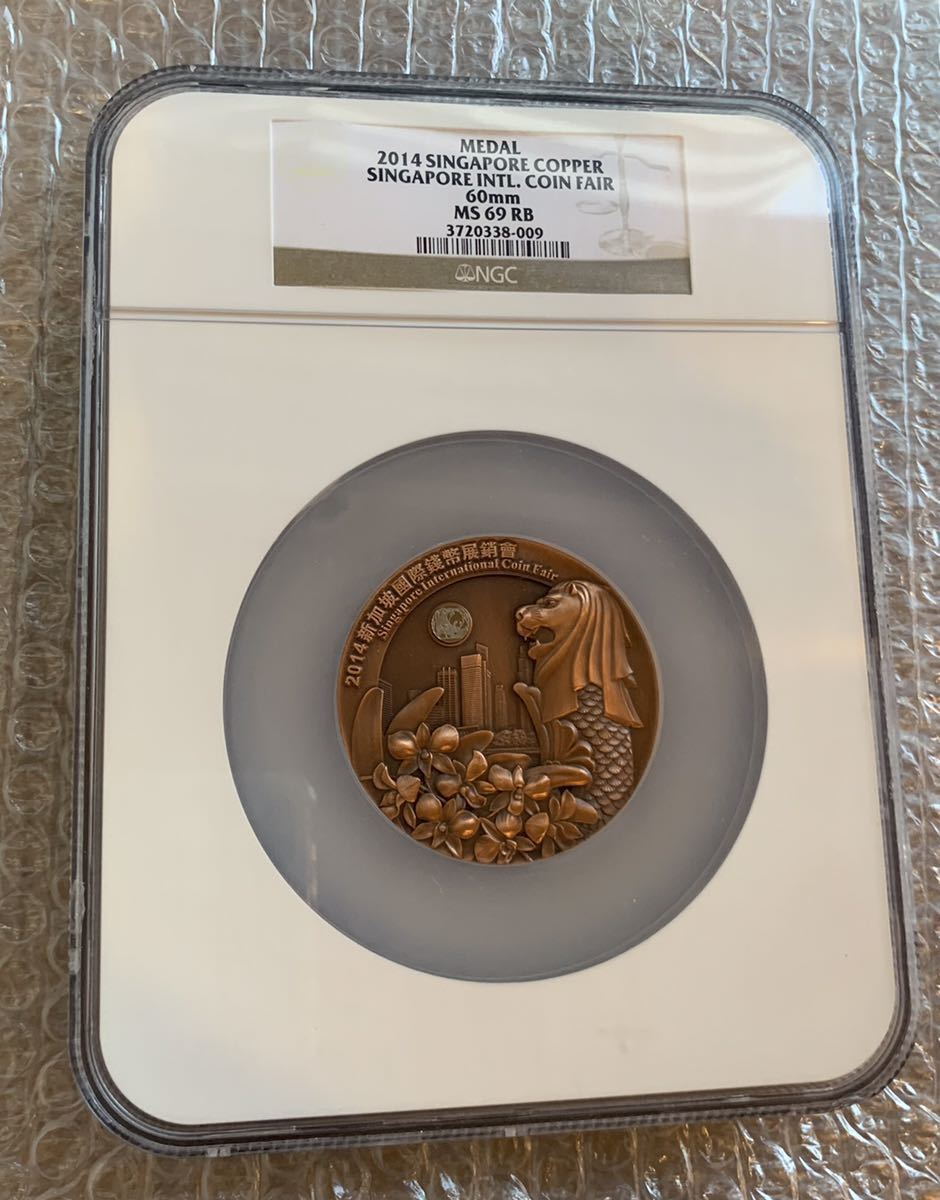 MEDAL
2014 SINGAPORE COPPER
SINGAPORE INTL. COIN FAIR
60mm
MS 69 RB
3720338-009
NGC
2014新加坡國際錢幣展銷會
Singapore International Coin Fair